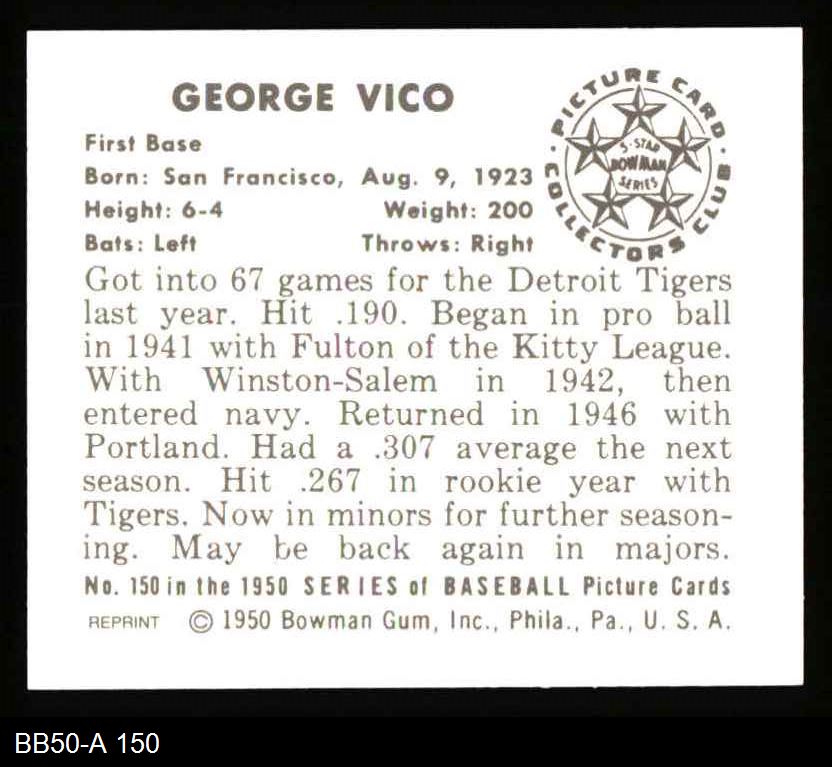 GEORGE VICO
First Base
Born: San Francisco, Aug. 9, 1923
Height: 6-4 Weight: 200
Bats: Left Throws: Right
PICTURE CARD
COLLECTORS CLUB
5-STAR
BOWMAN
SERIES
Got into 67 games for the Detroit Tigers
last year. Hit .190. Began in pro ball
in 1941 with Fulton of the Kitty League.
With Winston-Salem in 1942, then
entered navy. Returned in 1946 with
Portland. Had a .307 average the next
season. Hit .267 in rookie year with
Tigers. Now in minors for further season-
ing. May be back again in majors.
No. 150 in the 1950 SERIES of BASEBALL Picture Cards
REPRINT © 1950 Bowman Gum, Inc., Phila., Pa., U. S. A.
BB50-A 150